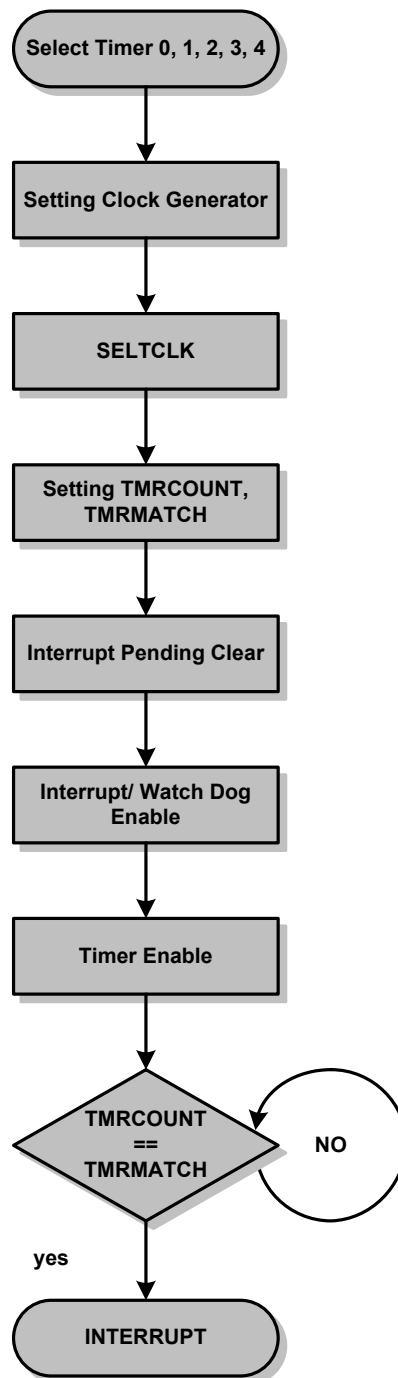 Select Timer 0, 1, 2, 3, 4
Setting Clock Generator
SELTCLK
Setting TMRCOUNT,
TMRMATCH
Interrupt Pending Clear
Interrupt/ Watch Dog
Enable
Timer Enable
TMRCOUNT
==
TMRMATCH
NO
yes
INTERRUPT